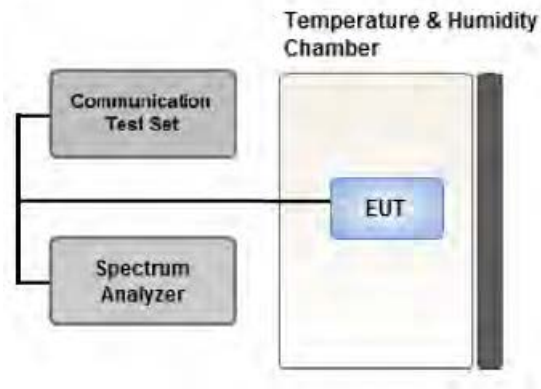 Temperature & Humidity
Chamber
Communication
Test Set
EUT
Spectrum
Analyzer